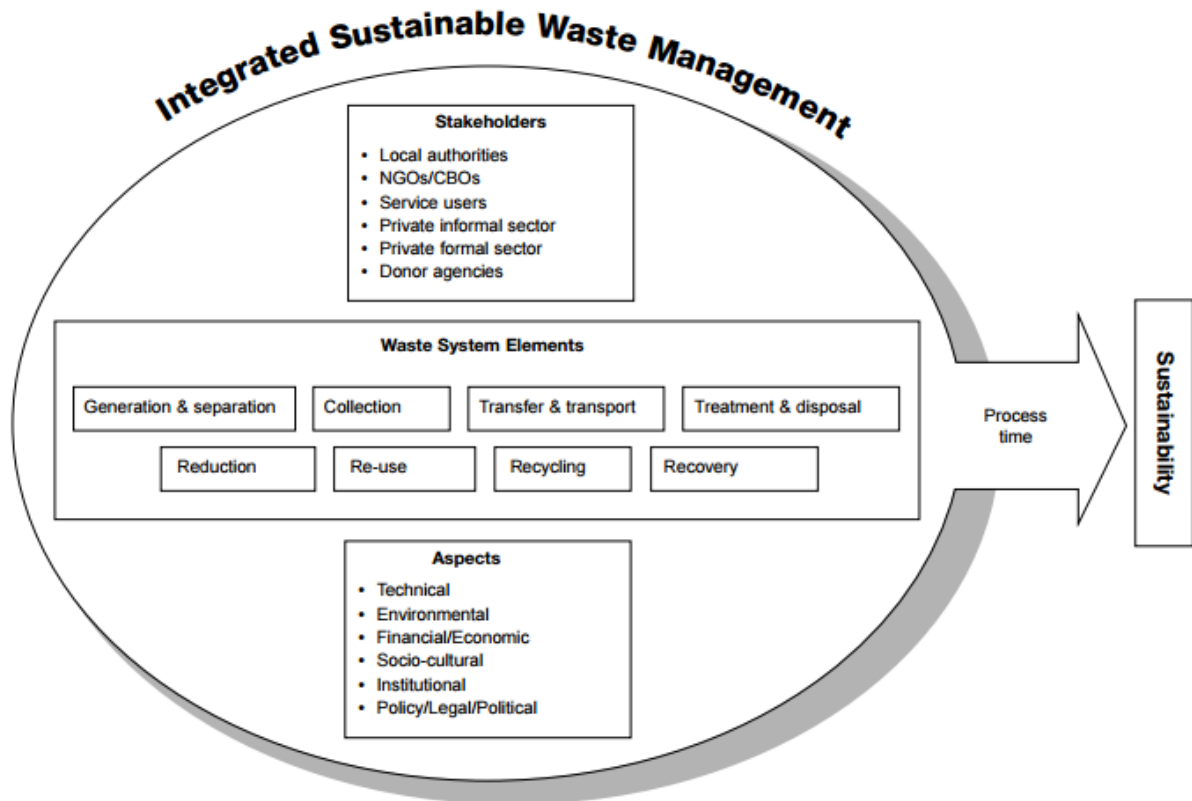 Integrated Sustainable Waste Management
Stakeholders
• Local authorities
• NGOs/CBOs
• Service users
• Private informal sector
• Private formal sector
• Donor agencies
Waste System Elements
Generation & separation
Collection
Transfer & transport
Treatment & disposal
Reduction
Re-use
Recycling
Recovery
Aspects
• Technical
• Environmental
• Financial/Economic
• Socio-cultural
• Institutional
• Policy/Legal/Political
Process
time
Sustainability